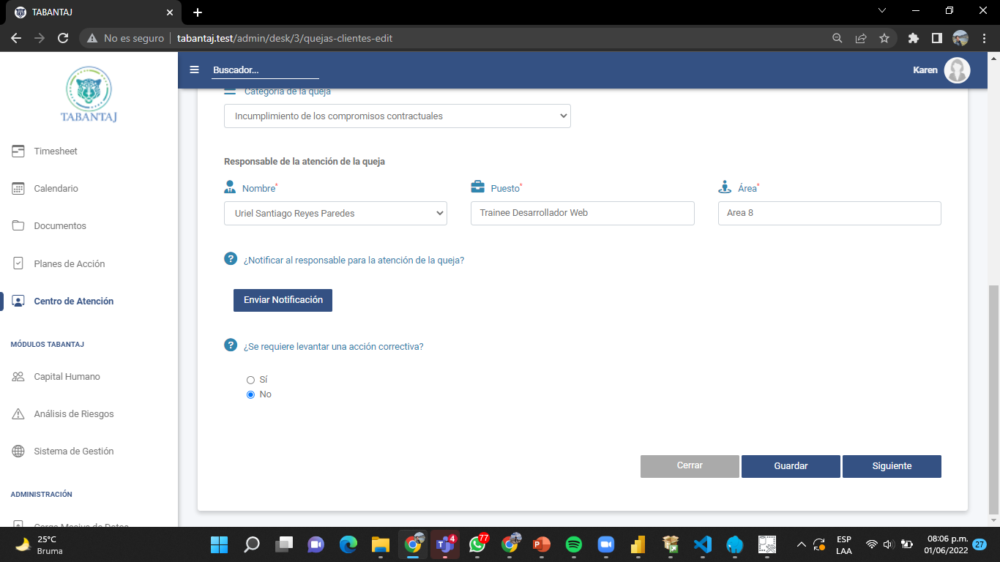 TABANTAJ
No es seguro
tabantaj.test/admin/desk/3/quejas-clientes-edit
TABANTAJ
Buscador...
Karen
Timesheet
Calendario
Documentos
Planes de Acción
Centro de Atención
MÓDULOS TABANTAJ
Capital Humano
Análisis de Riesgos
Sistema de Gestión
ADMINISTRACIÓN
Carga Masiva de Datos
Categoría de la queja
Incumplimiento de los compromisos contractuales
Responsable de la atención de la queja
Nombre*
Puesto*
Área*
Uriel Santiago Reyes Paredes
Trainee Desarrollador Web
Area 8
¿Notificar al responsable para la atención de la queja?
Enviar Notificación
¿Se requiere levantar una acción correctiva?
Sí
No
Cerrar
Guardar
Siguiente
25°C
Bruma
4
77
ESP
LAA
08:06 p.m.
01/06/2022
27